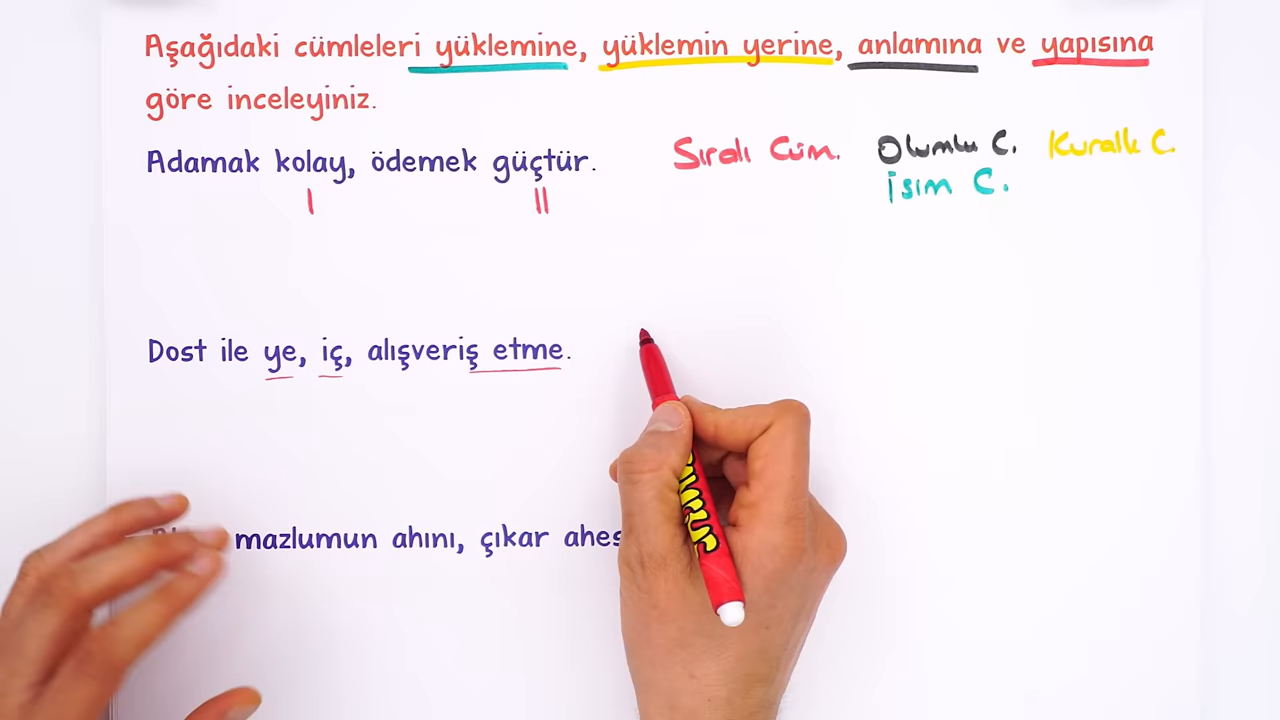 Aşağıdaki cümleleri yüklemine, yüklemin yerine, anlamına ve yapısına
göre inceleyiniz.
Adamak kolay, ödemek güçtür. Sıralı Cüm. Olumlu C. Kurallı C.
I II İsim C.
Dost ile ye, iç, alışveriş etme.
mazlumun ahını, çıkar